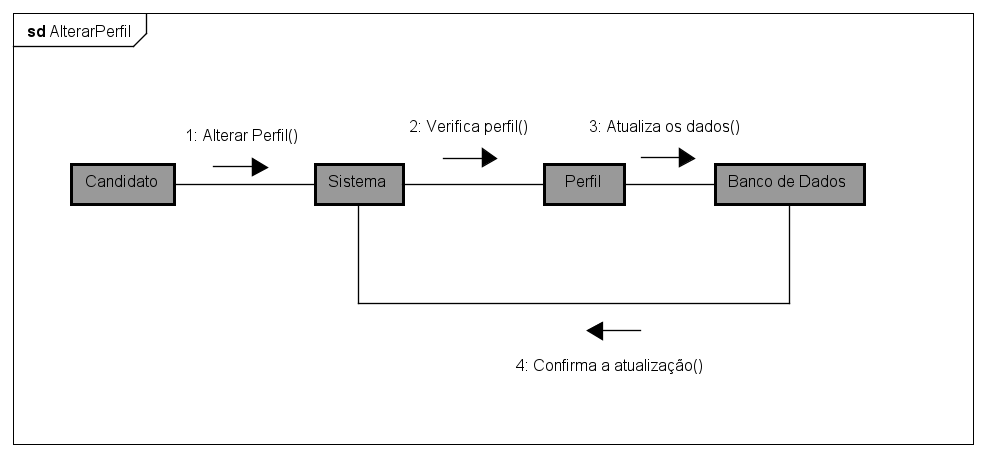 sd AlterarPerfil
1: Alterar Perfil()
2: Verifica perfil()
3: Atualiza os dados()
Candidato
Sistema
Perfil
Banco de Dados
4: Confirma a atualização()